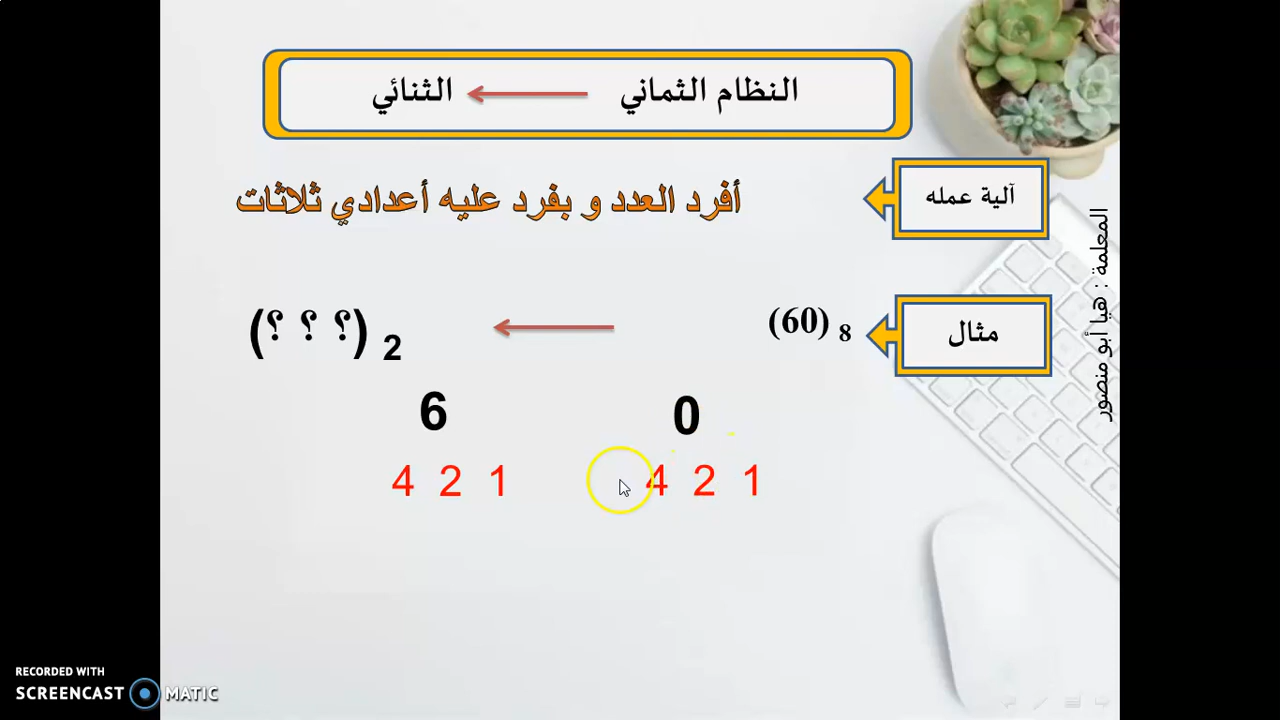 النظام الثماني ← الثنائي
آلية عمله
أفرد العدد و بفرد عليه أعدادي ثلاثات
مثال
(60) 8 ← (؟ ؟ ؟) 2
6 0
4 2 1 4 2 1
المعلمة : هيا أبو منصور
RECORDED WITH
SCREENCAST MATIC